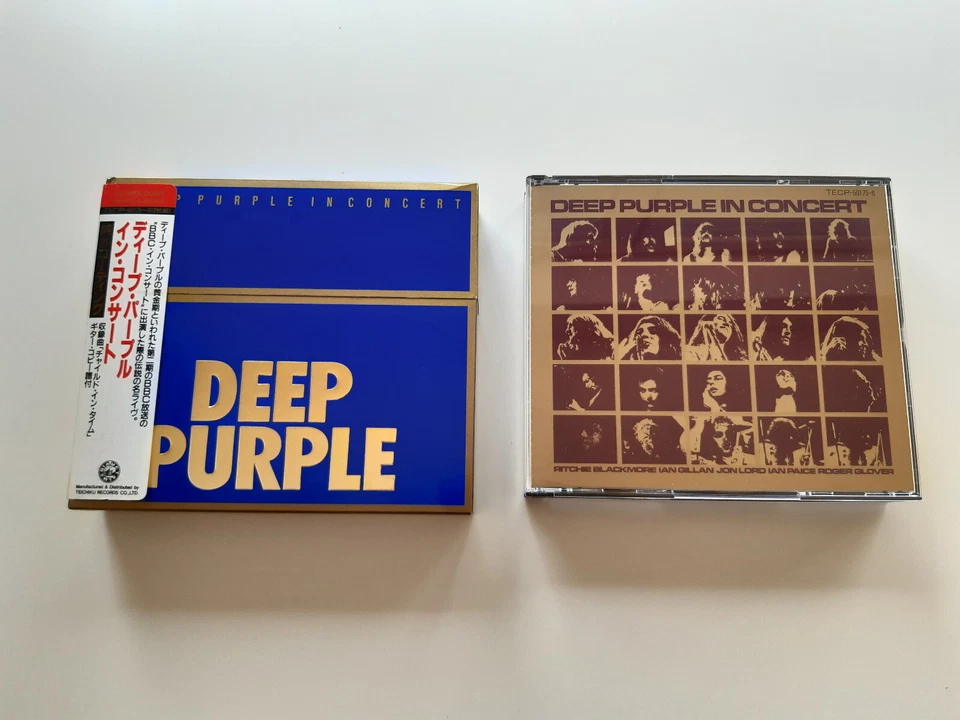 P PURPLE IN CONCERT
DEEP
PURPLE
ディープ・パープル
イン・コンサート
ディープ・パープルの黄金期といわれた第二期のBBC放送の
"BBC・イン・コンサート"に出演した際の伝説の名ライヴ。
収録曲「チャイルド・イン・タイム」
ギター・コピー譜付
Manufactured & Distributed by
TEICHIKU RECORDS CO.,LTD.
TECP-50175-6
DEEP PURPLE IN CONCERT
RITCHIE BLACKMORE IAN GILLAN JON LORD IAN PAICE ROGER GLOVER